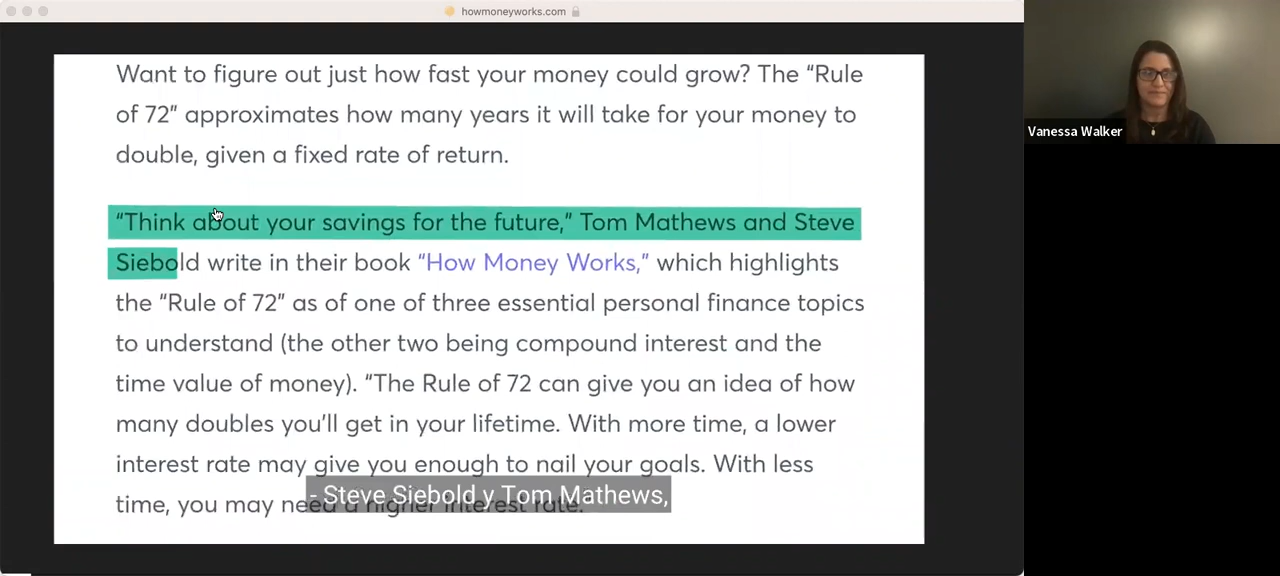 howmoneyworks.com
Want to figure out just how fast your money could grow? The “Rule
of 72” approximates how many years it will take for your money to
double, given a fixed rate of return.
“Think about your savings for the future,” Tom Mathews and Steve
Siebold write in their book “How Money Works,” which highlights
the “Rule of 72” as of one of three essential personal finance topics
to understand (the other two being compound interest and the
time value of money). “The Rule of 72 can give you an idea of how
many doubles you’ll get in your lifetime. With more time, a lower
interest rate may give you enough to nail your goals. With less
time, you may need a higher interest rate.
- Steve Siebold y Tom Mathews,
Vanessa Walker